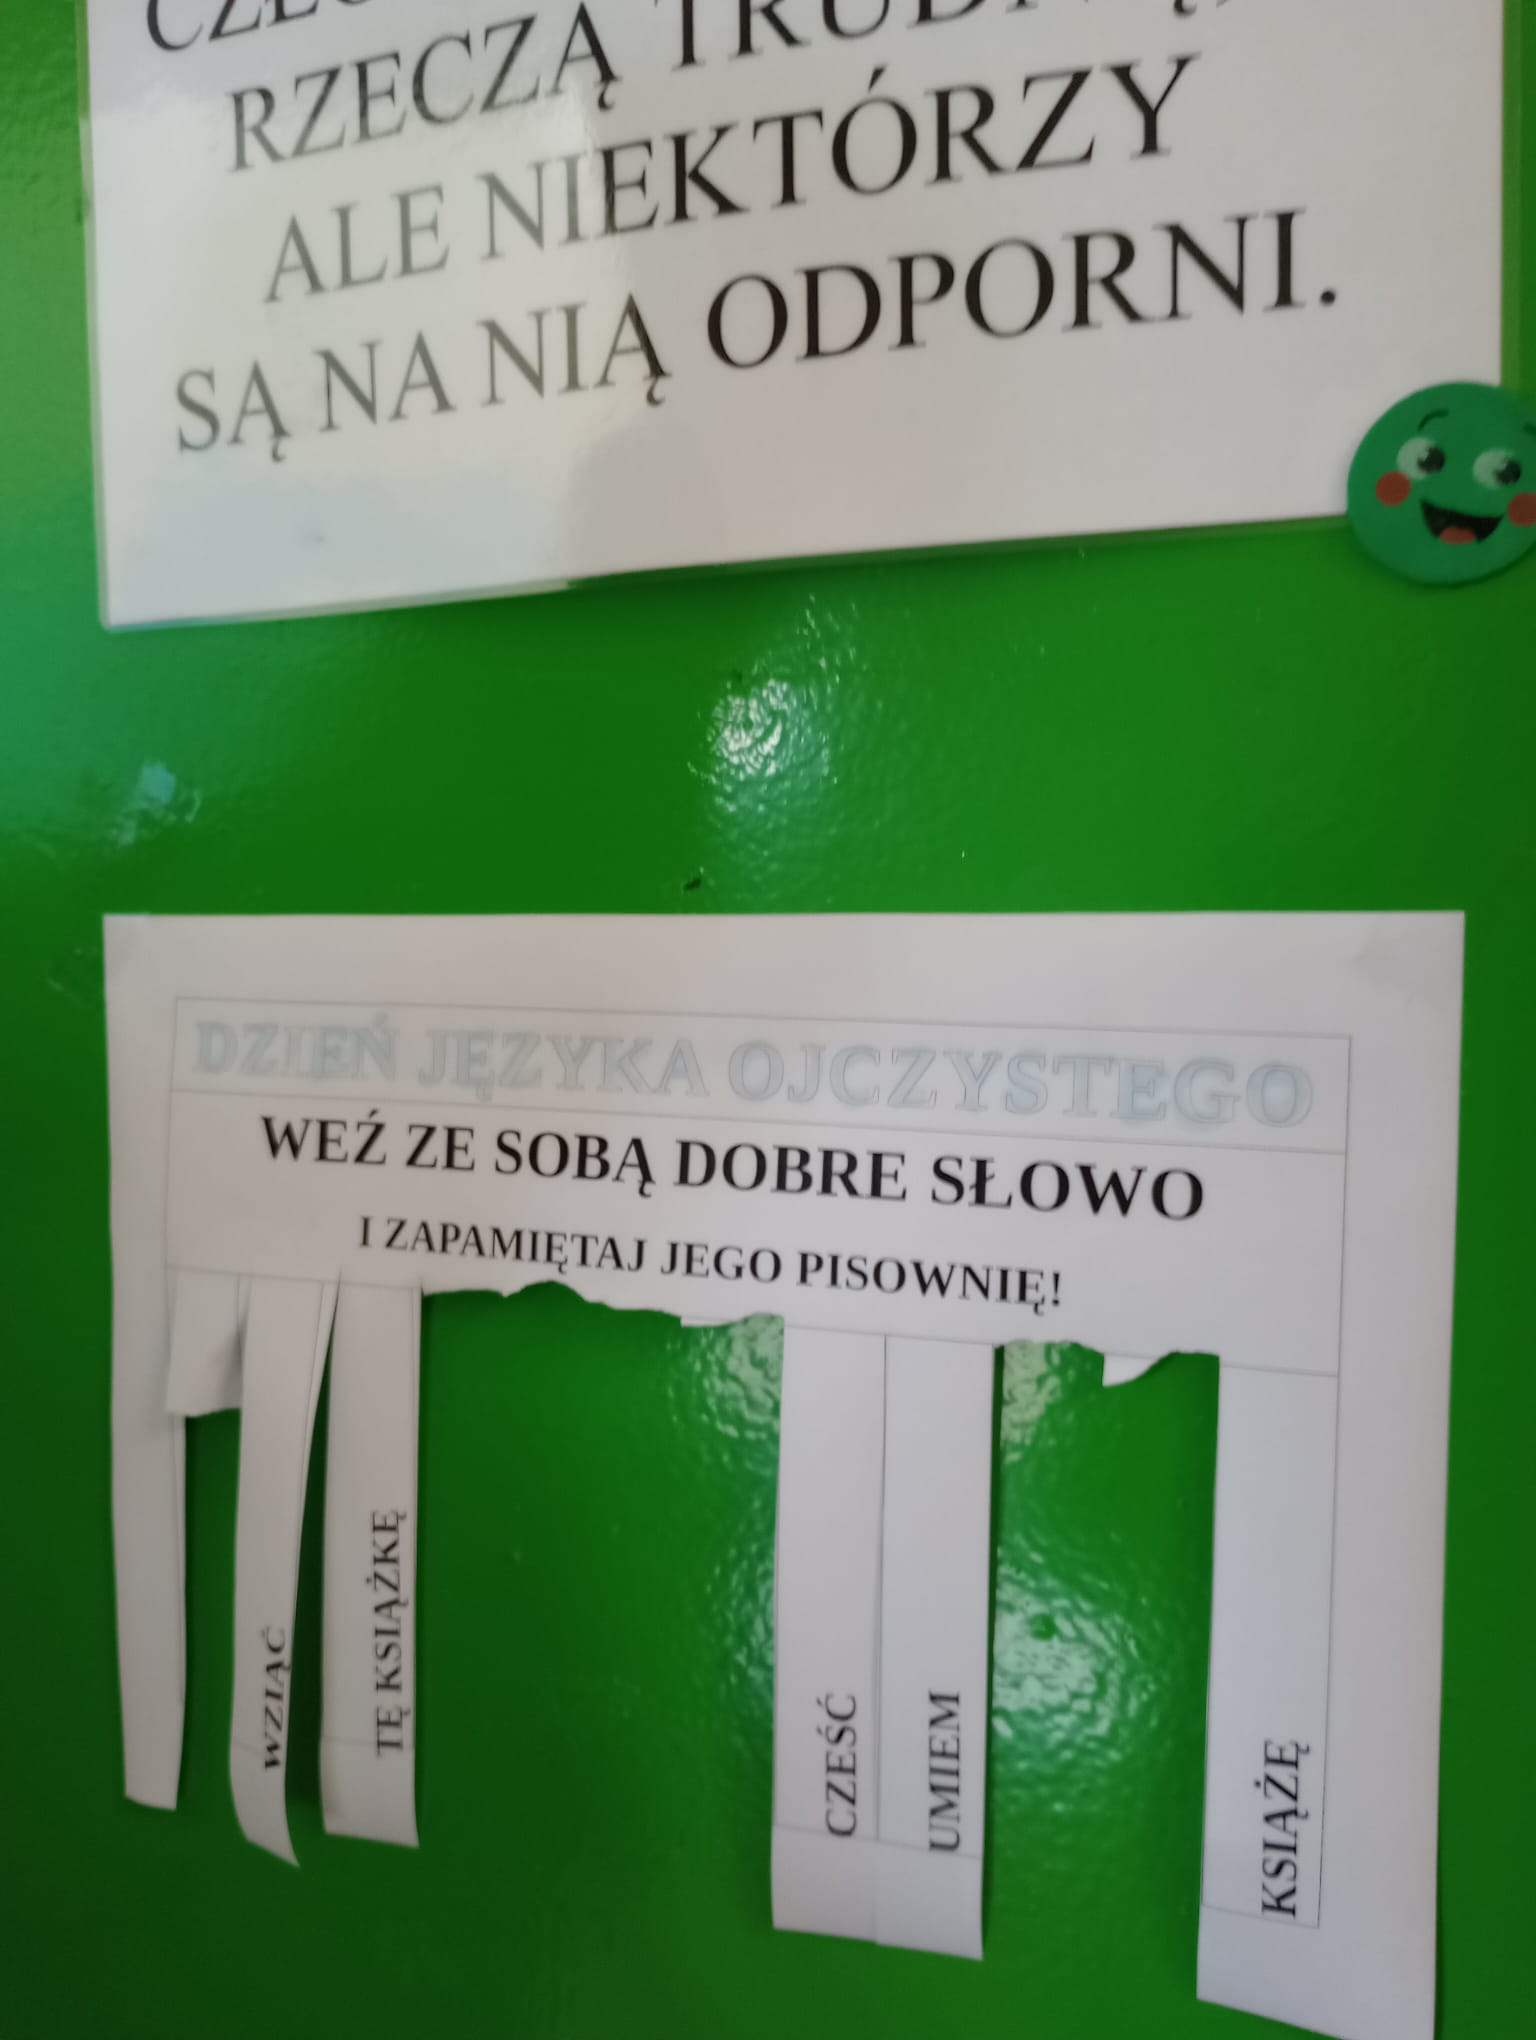 RZECZĄ
ALE NIEKTÓRZY
SĄ NA NIĄ ODPORNI.
DZIEŃ JĘZYKA OJCZYSTEGO
WEŹ ZE SOBĄ DOBRE SŁOWO
I ZAPAMIĘTAJ JEGO PISOWNIĘ!
WZIĄĆ
TĘ KSIĄŻKĘ
CZEŚĆ
UMIEM
KSIĄŻĘ